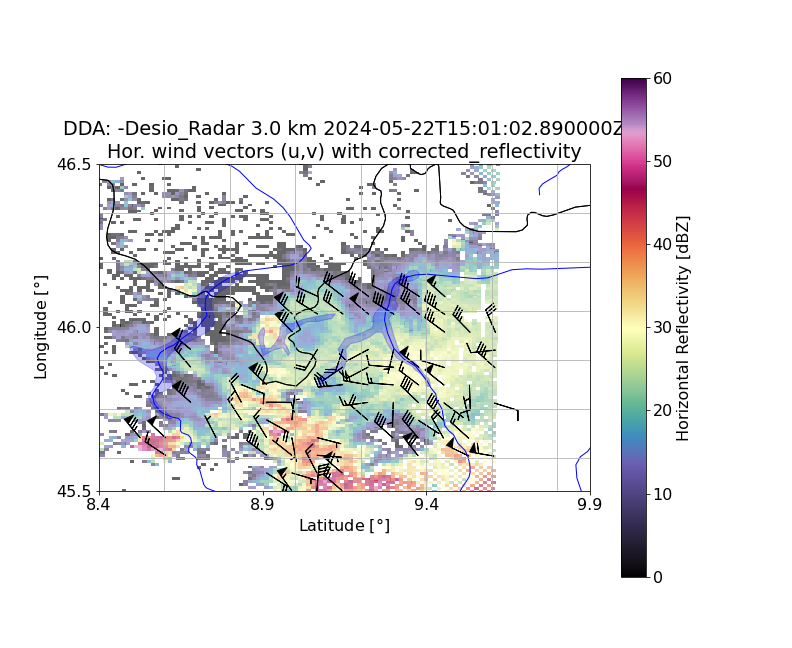 DDA: -Desio_Radar 3.0 km 2024-05-22T15:01:02.890000Z
Hor. wind vectors (u,v) with corrected_reflectivity
46.5
46.0
45.5
8.4
8.9
9.4
9.9
Longitude [°]
Latitude [°]
60
50
40
30
20
10
0
Horizontal Reflectivity [dBZ]